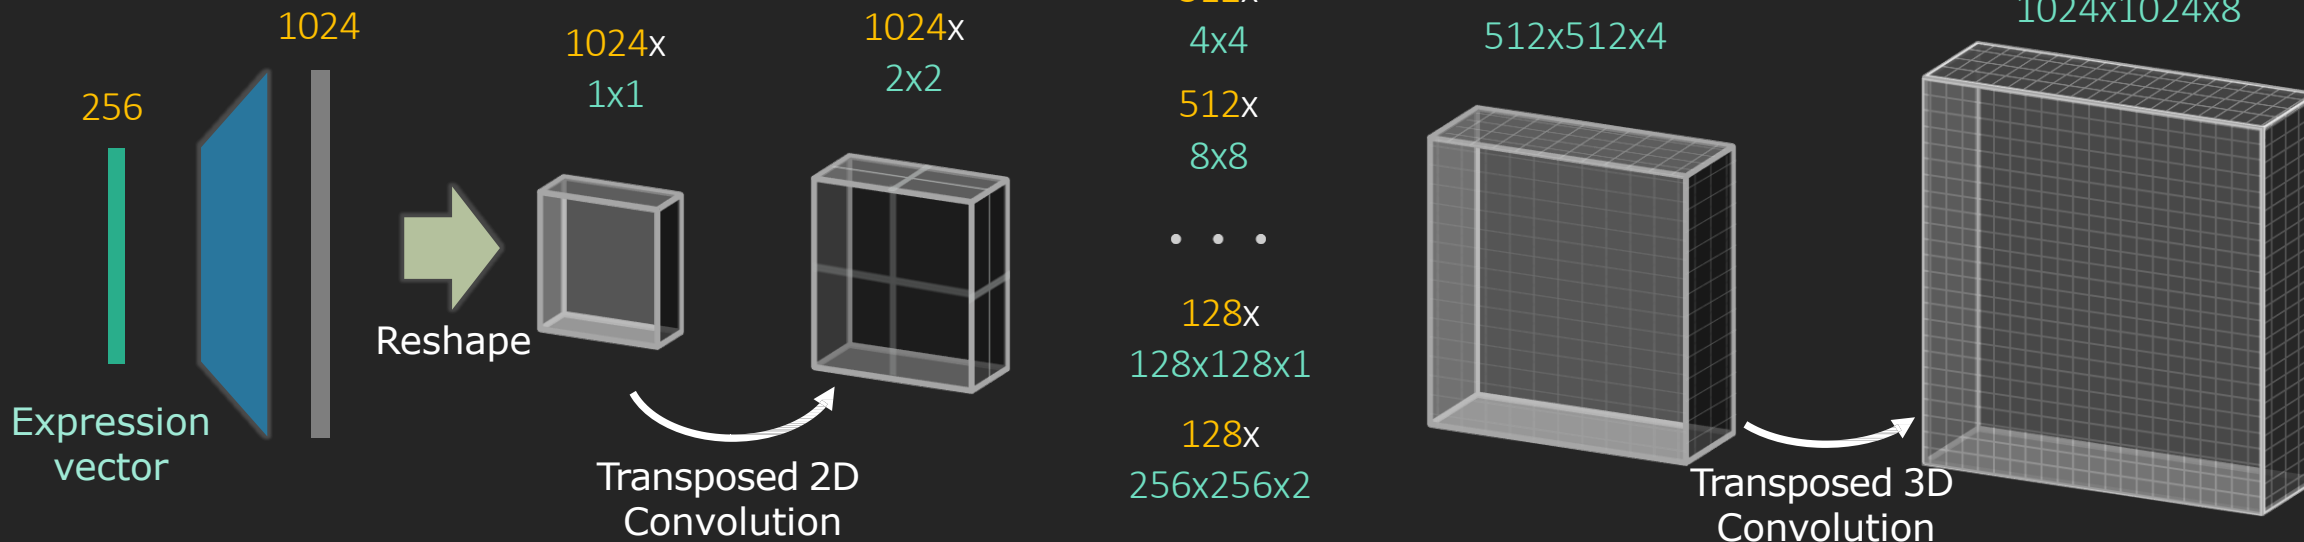 256
1024
Expression
vector
Reshape
1024x
1x1
1024x
2x2
Transposed 2D
Convolution
4x4
512x
8x8
. . .
128x
128x128x1
128x
256x256x2
512x512x4
Transposed 3D
Convolution
1024x1024x8